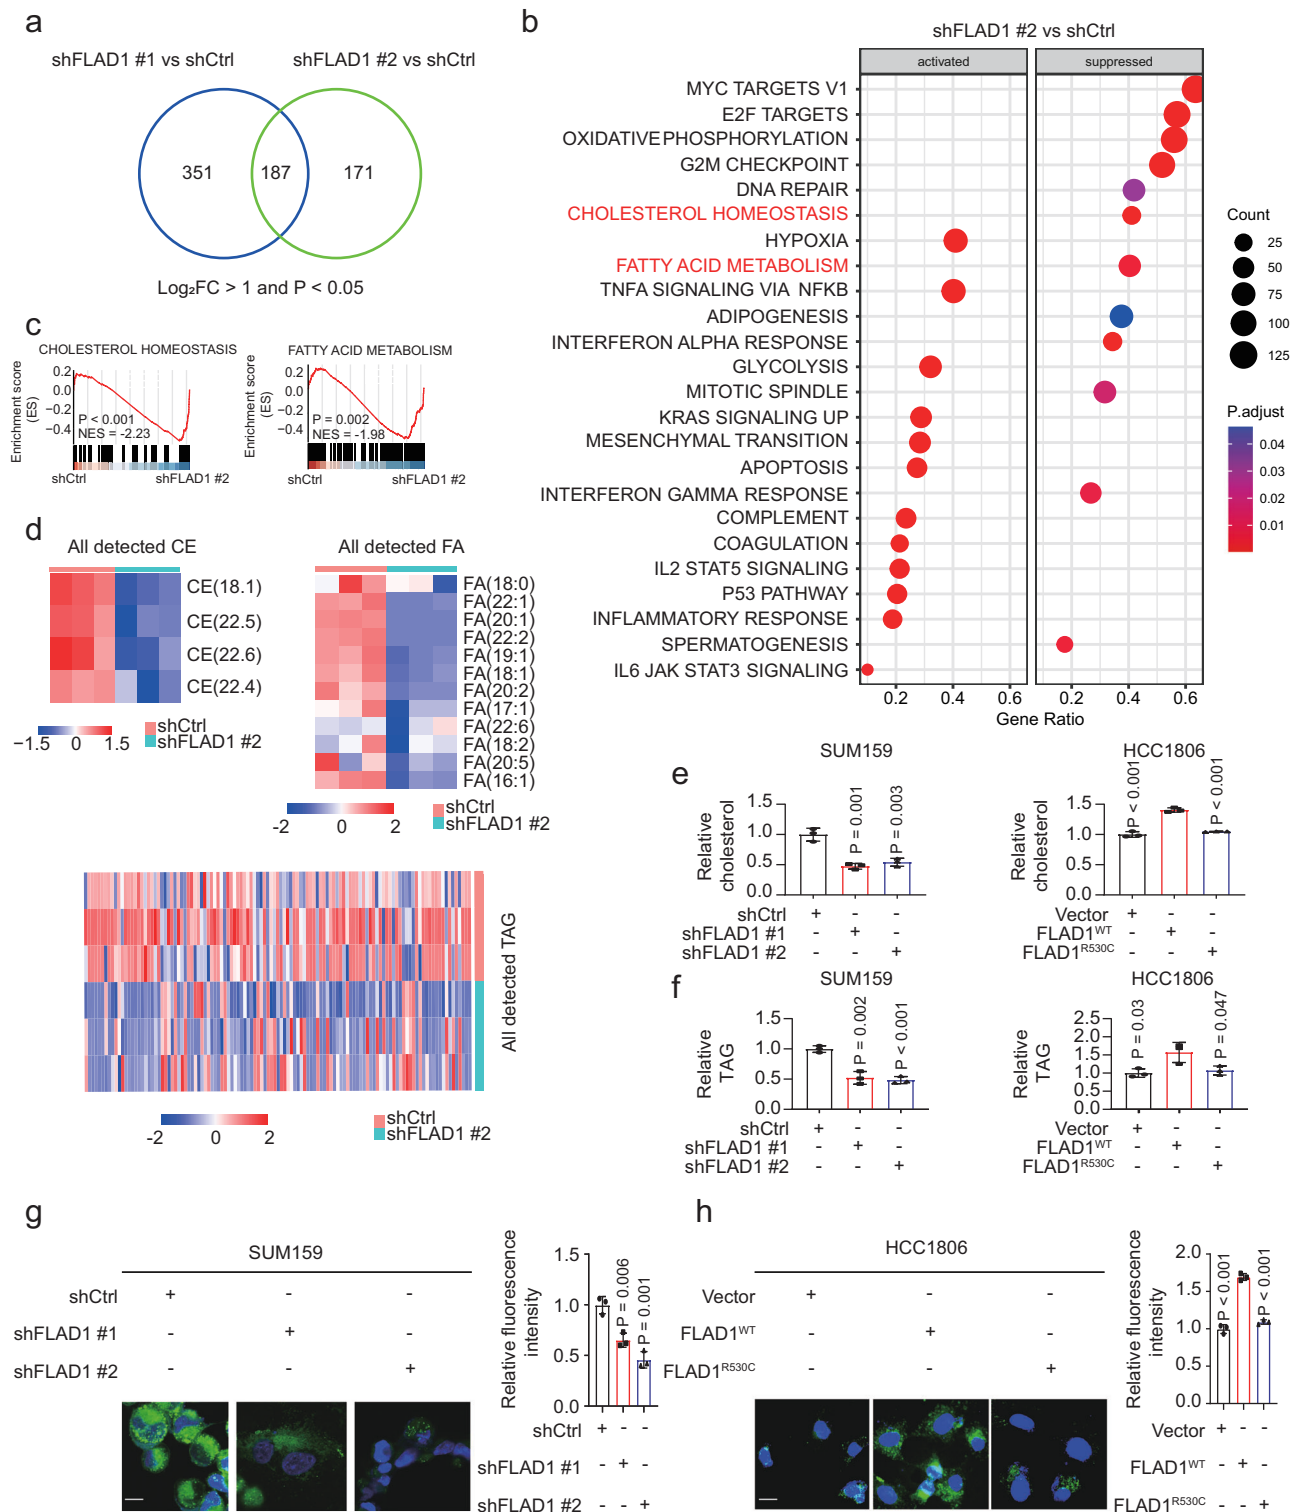 a
shFLAD1 #1 vs shCtrl
shFLAD1 #2 vs shCtrl
351
187
171
Log₂FC > 1 and P < 0.05
b
shFLAD1 #2 vs shCtrl
activated
suppressed
MYC TARGETS V1
E2F TARGETS
OXIDATIVE PHOSPHORYLATION
G2M CHECKPOINT
DNA REPAIR
CHOLESTEROL HOMEOSTASIS
HYPOXIA
FATTY ACID METABOLISM
TNFA SIGNALING VIA NFKB
ADIPOGENESIS
INTERFERON ALPHA RESPONSE
GLYCOLYSIS
MITOTIC SPINDLE
KRAS SIGNALING UP
MESENCHYMAL TRANSITION
APOPTOSIS
INTERFERON GAMMA RESPONSE
COMPLEMENT
COAGULATION
IL2 STAT5 SIGNALING
P53 PATHWAY
INFLAMMATORY RESPONSE
SPERMATOGENESIS
IL6 JAK STAT3 SIGNALING
0.2 0.4 0.6 0.2 0.4 0.6
Gene Ratio
Count
25
50
75
100
125
P.adjust
0.04
0.03
0.02
0.01
c
CHOLESTEROL HOMEOSTASIS
Enrichment score (ES)
0.2
0.0
−0.2
−0.4
P < 0.001
NES = -2.23
shCtrl shFLAD1 #2
FATTY ACID METABOLISM
Enrichment score (ES)
0.2
0.0
−0.2
−0.4
P = 0.002
NES = -1.98
shCtrl shFLAD1 #2
d
All detected CE
CE(18.1)
CE(22.5)
CE(22.6)
CE(22.4)
−1.5 0 1.5
shCtrl
shFLAD1 #2
All detected FA
FA(18:0)
FA(22:1)
FA(20:1)
FA(22:2)
FA(19:1)
FA(18:1)
FA(20:2)
FA(17:1)
FA(22:6)
FA(18:2)
FA(20:5)
FA(16:1)
-2 0 2
shCtrl
shFLAD1 #2
All detected TAG
-2 0 2
shCtrl
shFLAD1 #2
e
SUM159
Relative cholesterol
1.5
1.0
0.5
0.0
P = 0.001
P = 0.003
shCtrl + - -
shFLAD1 #1 - + -
shFLAD1 #2 - - +
HCC1806
Relative cholesterol
1.5
1.0
0.5
0.0
P < 0.001
P < 0.001
Vector + - -
FLAD1ᵂᵀ - + -
FLAD1ᴿ⁵³⁰ᶜ - - +
f
SUM159
Relative TAG
1.5
1.0
0.5
0.0
P = 0.002
P < 0.001
shCtrl + - -
shFLAD1 #1 - + -
shFLAD1 #2 - - +
HCC1806
Relative TAG
2.5
2.0
1.5
1.0
0.5
0.0
P = 0.03
P = 0.047
Vector + - -
FLAD1ᵂᵀ - + -
FLAD1ᴿ⁵³⁰ᶜ - - +
g
SUM159
shCtrl + - -
shFLAD1 #1 - + -
shFLAD1 #2 - - +
Relative fluorescence intensity
1.5
1.0
0.5
0.0
P = 0.006
P = 0.001
shCtrl + - -
shFLAD1 #1 - + -
shFLAD1 #2 - - +
h
HCC1806
Vector + - -
FLAD1ᵂᵀ - + -
FLAD1ᴿ⁵³⁰ᶜ - - +
Relative fluorescence intensity
2.0
1.5
1.0
0.5
0.0
P < 0.001
P < 0.001
Vector + - -
FLAD1ᵂᵀ - + -
FLAD1ᴿ⁵³⁰ᶜ - - +